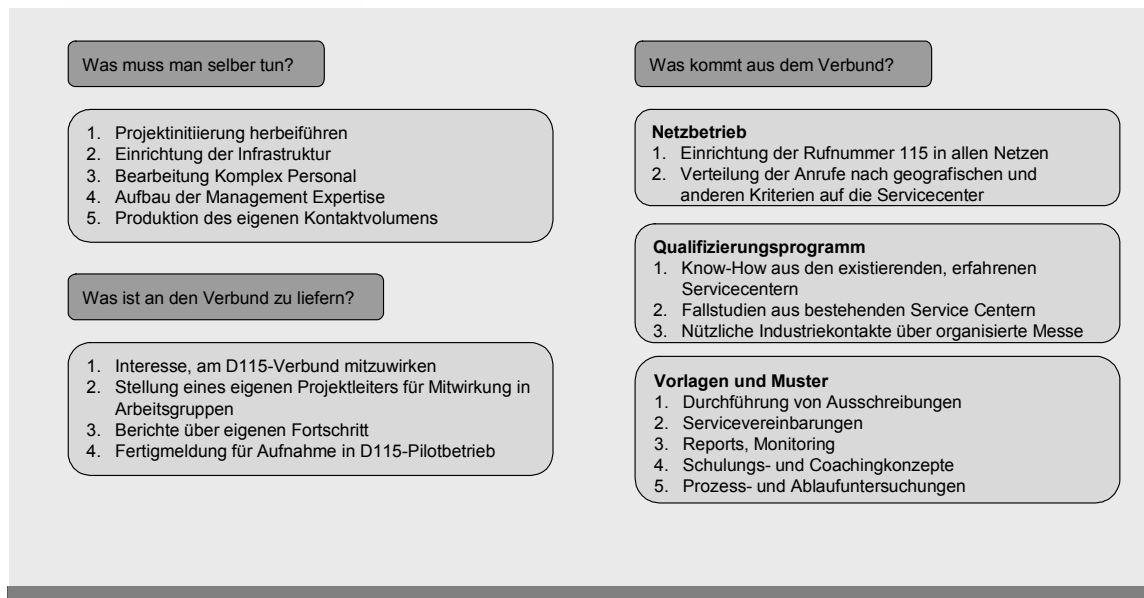 Was muss man selber tun?
1. Projektinitiierung herbeiführen
2. Einrichtung der Infrastruktur
3. Bearbeitung Komplex Personal
4. Aufbau der Management Expertise
5. Produktion des eigenen Kontaktvolumens
Was ist an den Verbund zu liefern?
1. Interesse, am D115-Verbund mitzuwirken
2. Stellung eines eigenen Projektleiters für Mitwirkung in
Arbeitsgruppen
3. Berichte über eigenen Fortschritt
4. Fertigmeldung für Aufnahme in D115-Pilotbetrieb
Was kommt aus dem Verbund?
Netzbetrieb
1. Einrichtung der Rufnummer 115 in allen Netzen
2. Verteilung der Anrufe nach geografischen und
anderen Kriterien auf die Servicecenter
Qualifizierungsprogramm
1. Know-How aus den existierenden, erfahrenen
Servicecentern
2. Fallstudien aus bestehenden Service Centern
3. Nützliche Industriekontakte über organisierte Messe
Vorlagen und Muster
1. Durchführung von Ausschreibungen
2. Servicevereinbarungen
3. Reports, Monitoring
4. Schulungs- und Coachingkonzepte
5. Prozess- und Ablaufuntersuchungen